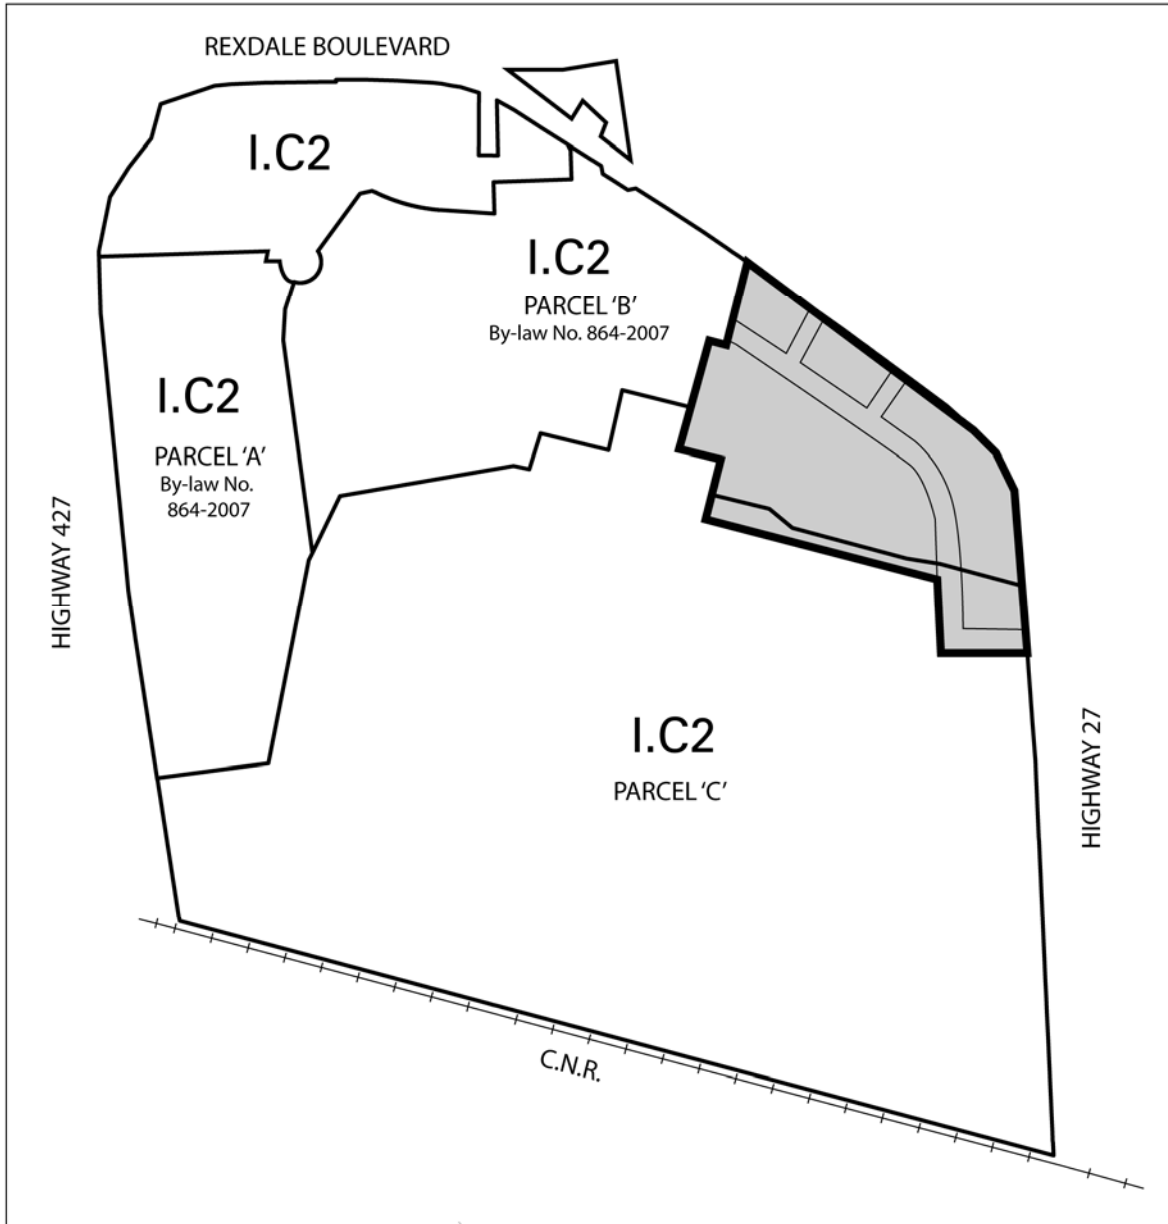 REXDALE BOULEVARD
I.C2
I.C2
PARCEL 'B'
By-law No. 864-2007
I.C2
PARCEL 'A'
By-law No.
864-2007
HIGHWAY 427
I.C2
PARCEL 'C'
HIGHWAY 27
C.N.R.